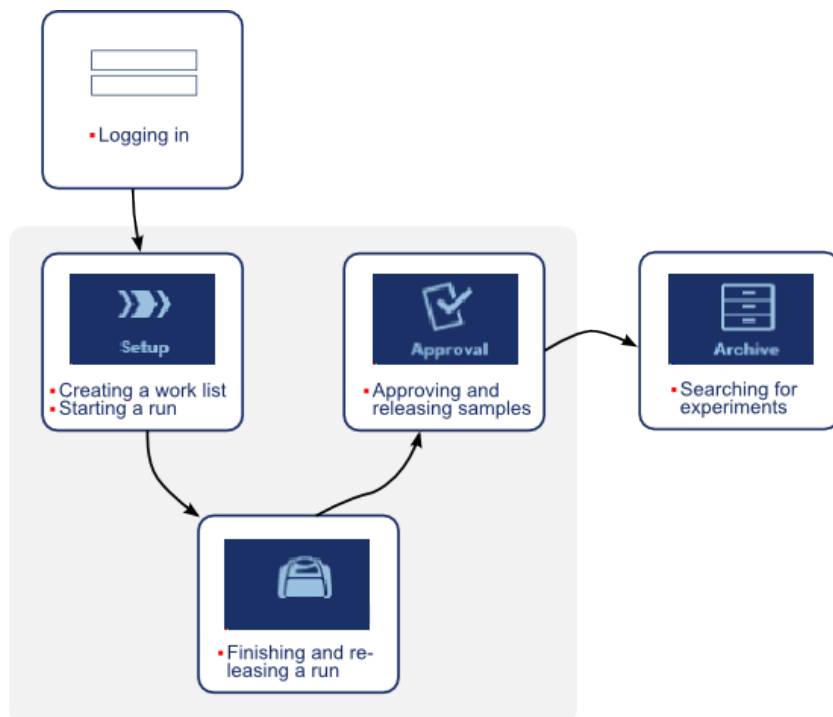 Logging in
Setup
Creating a work list
Starting a run
Approval
Approving and
releasing samples
Archive
Searching for
experiments
Finishing and re-
leasing a run